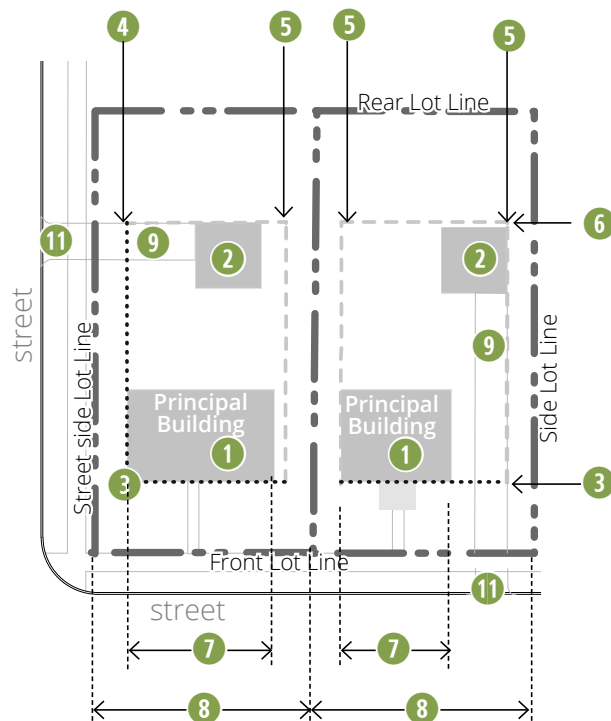 4
5
5
5
Rear Lot Line
6
11
9
2
2
9
street
Street side Lot Line
Side Lot Line
Principal
Building
1
Principal
Building
1
3
3
Front Lot Line
11
street
7
7
8
8